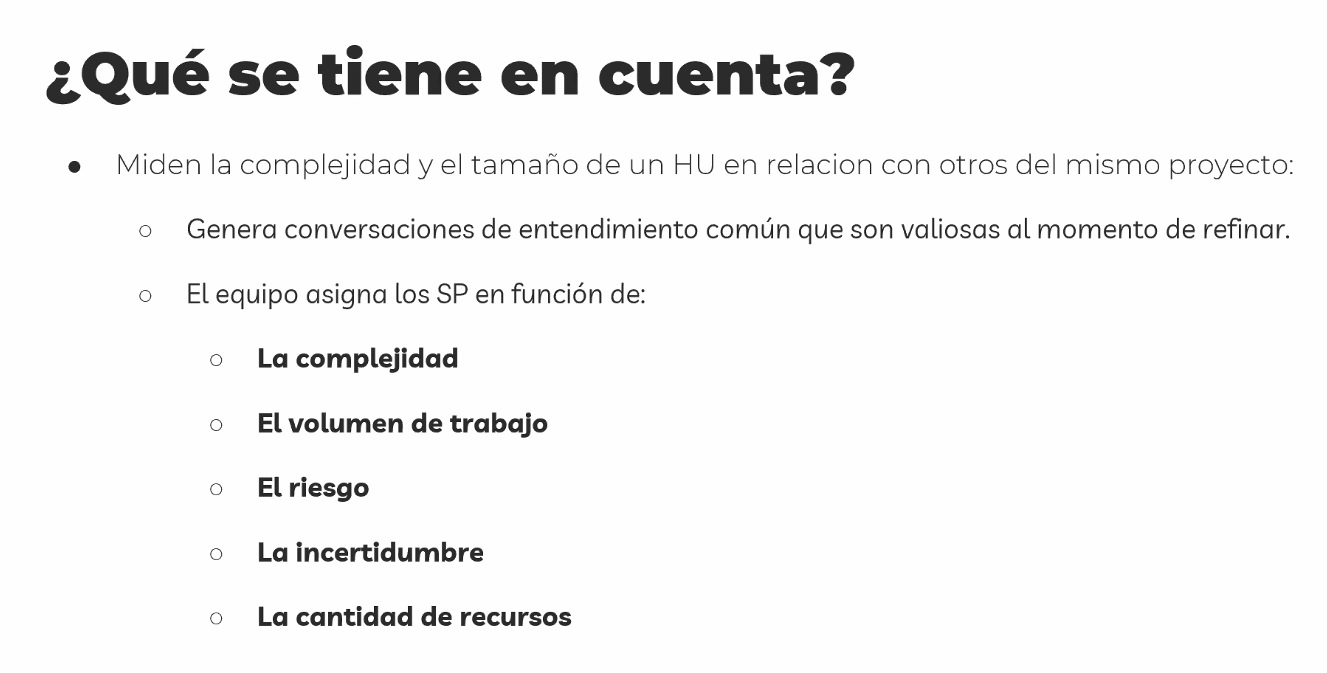 ¿Qué se tiene en cuenta?
● Miden la complejidad y el tamaño de un HU en relacion con otros del mismo proyecto:
○ Genera conversaciones de entendimiento común que son valiosas al momento de refinar.
○ El equipo asigna los SP en función de:
○ La complejidad
○ El volumen de trabajo
○ El riesgo
○ La incertidumbre
○ La cantidad de recursos